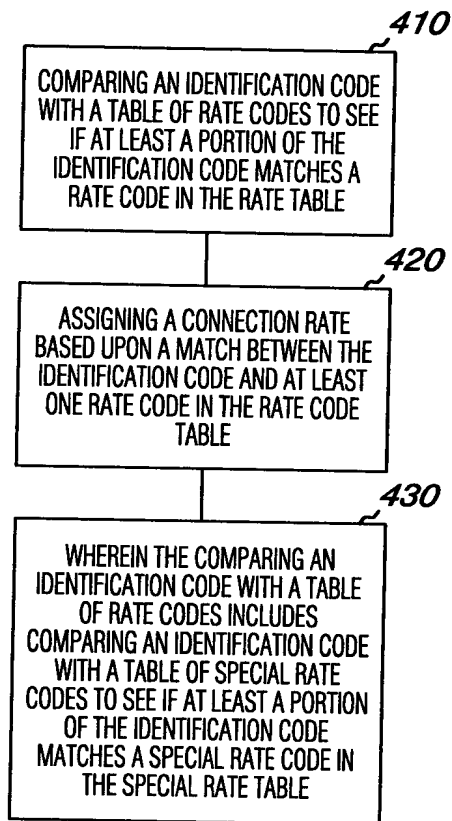 410
COMPARING AN IDENTIFICATION CODE
WITH A TABLE OF RATE CODES TO SEE
IF AT LEAST A PORTION OF THE
IDENTIFICATION CODE MATCHES A
RATE CODE IN THE RATE TABLE
420
ASSIGNING A CONNECTION RATE
BASED UPON A MATCH BETWEEN THE
IDENTIFICATION CODE AND AT LEAST
ONE RATE CODE IN THE RATE CODE
TABLE
430
WHEREIN THE COMPARING AN
IDENTIFICATION CODE WITH A TABLE
OF RATE CODES INCLUDES
COMPARING AN IDENTIFICATION CODE
WITH A TABLE OF SPECIAL RATE
CODES TO SEE IF AT LEAST A PORTION
OF THE IDENTIFICATION CODE
MATCHES A SPECIAL RATE CODE IN
THE SPECIAL RATE TABLE